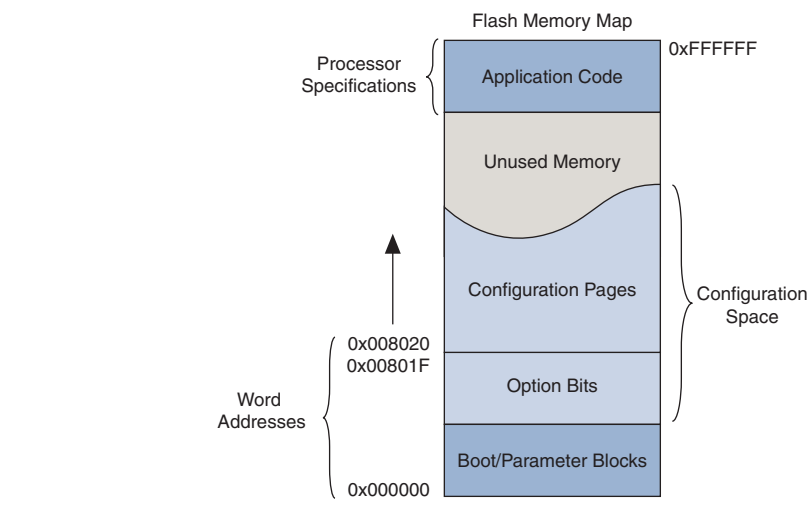 Flash Memory Map
0xFFFFFF
Processor
Specifications
Application Code
Unused Memory
Configuration Pages
Configuration
Space
0x008020
0x00801F
Option Bits
Word
Addresses
Boot/Parameter Blocks
0x000000